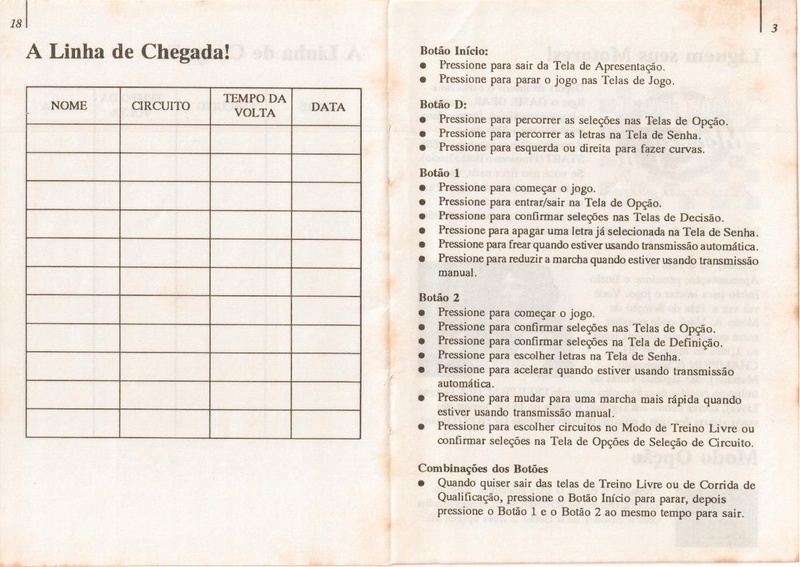 18
A Linha de Chegada!
NOME CIRCUITO TEMPO DA VOLTA DATA
3
Botão Início:
● Pressione para sair da Tela de Apresentação.
● Pressione para parar o jogo nas Telas de Jogo.
Botão D:
● Pressione para percorrer as seleções nas Telas de Opção.
● Pressione para percorrer as letras na Tela de Senha.
● Pressione para esquerda ou direita para fazer curvas.
Botão 1
● Pressione para começar o jogo.
● Pressione para entrar/sair na Tela de Opção.
● Pressione para confirmar seleções nas Telas de Decisão.
● Pressione para apagar uma letra já selecionada na Tela de Senha.
● Pressione para frear quando estiver usando transmissão automática.
● Pressione para reduzir a marcha quando estiver usando transmissão
manual.
Botão 2
● Pressione para começar o jogo.
● Pressione para confirmar seleções nas Telas de Opção.
● Pressione para confirmar seleções na Tela de Definição.
● Pressione para escolher letras na Tela de Senha.
● Pressione para acelerar quando estiver usando transmissão
automática.
● Pressione para mudar para uma marcha mais rápida quando
estiver usando transmissão manual.
● Pressione para escolher circuitos no Modo de Treino Livre ou
confirmar seleções na Tela de Opções de Seleção de Circuito.
Combinações dos Botões
● Quando quiser sair das telas de Treino Livre ou de Corrida de
Qualificação, pressione o Botão Início para parar, depois
pressione o Botão 1 e o Botão 2 ao mesmo tempo para sair.